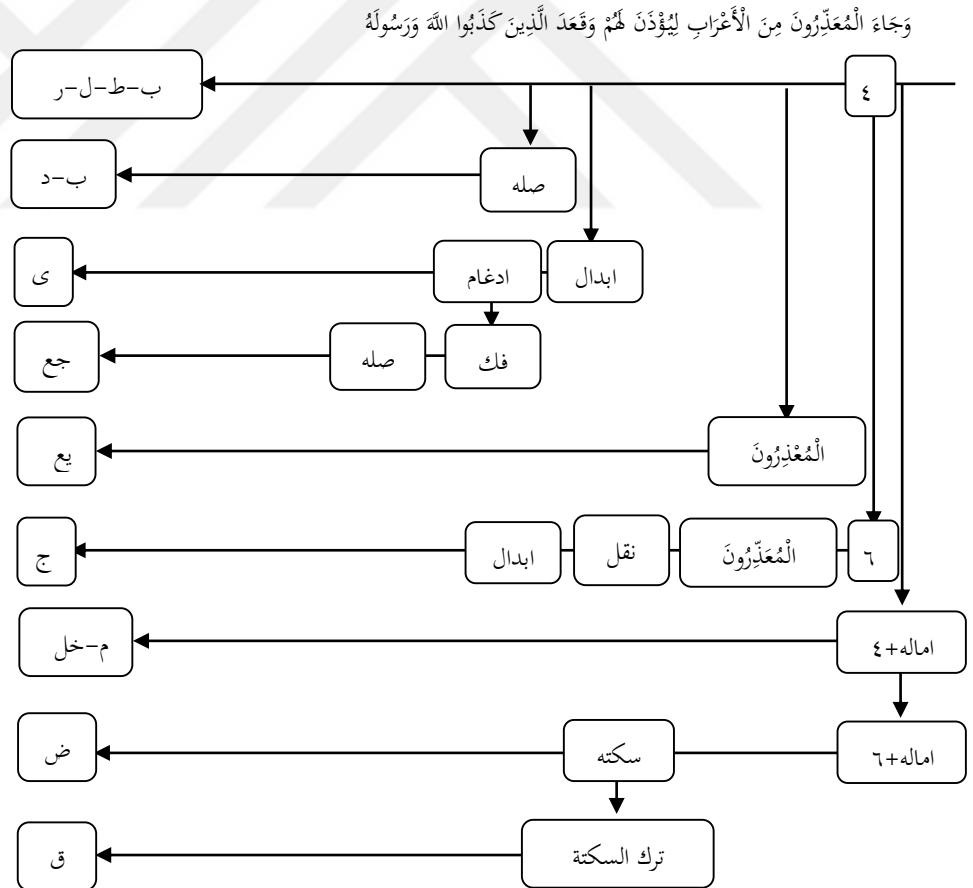 وَجَاءَ الْمُعَذِّرُونَ مِنَ الْأَعْرَابِ لِيُؤْذَنَ لَهُمْ وَقَعَدَ الَّذِينَ كَذَبُوا اللَّهَ وَرَسُولَهُ
٤ ب-ط-ل-ر
صله ب-د
ابدال ادغام ى
فك صله جع
الْمُعْذِرُونَ يع
٦ الْمُعَذِّرُونَ نقل ابدال ج
اماله+٤ م-خل
اماله+٦ سكته ض
ترك السكتة ق